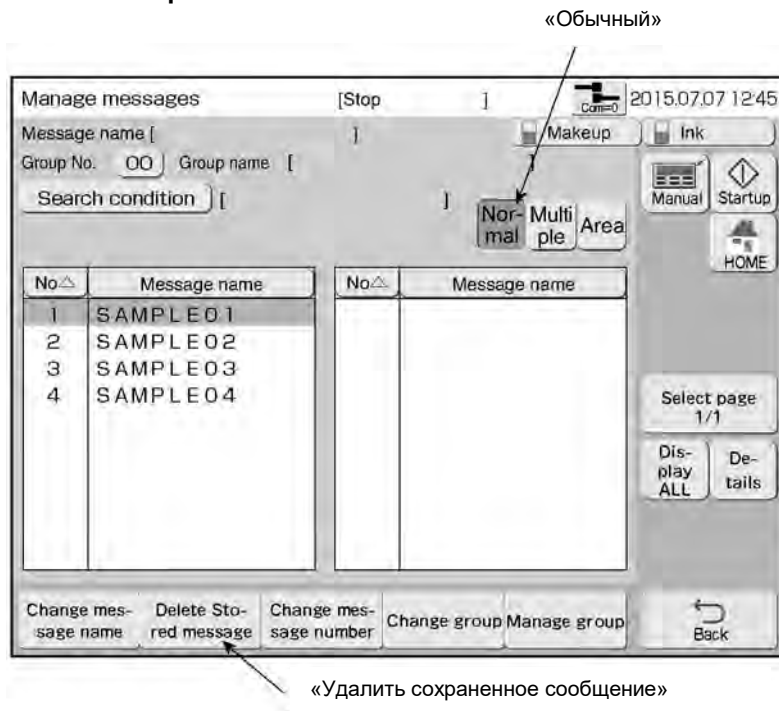 «Обычный»
Manage messages [Stop ] Com=0 2015.07.07 12:45
Message name [ ] Makeup Ink
Group No. 00 Group name [ ]
Search condition [ ] Nor-
mal Multi
ple Area
Manual Startup
HOME
No△ Message name No△ Message name
1 SAMPLE01
2 SAMPLE02
3 SAMPLE03
4 SAMPLE04
Select page
1/1
Dis-
play
ALL De-
tails
Change mes-
sage name Delete Sto-
red message Change mes-
sage number Change group Manage group Back
«Удалить сохраненное сообщение»